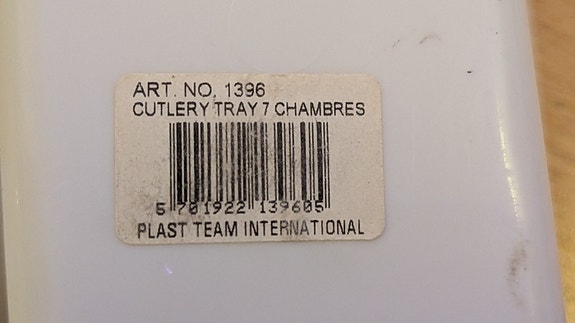 ART. NO. 1396
CUTLERY TRAY 7 CHAMBRES
5 701922 139605
PLAST TEAM INTERNATIONAL